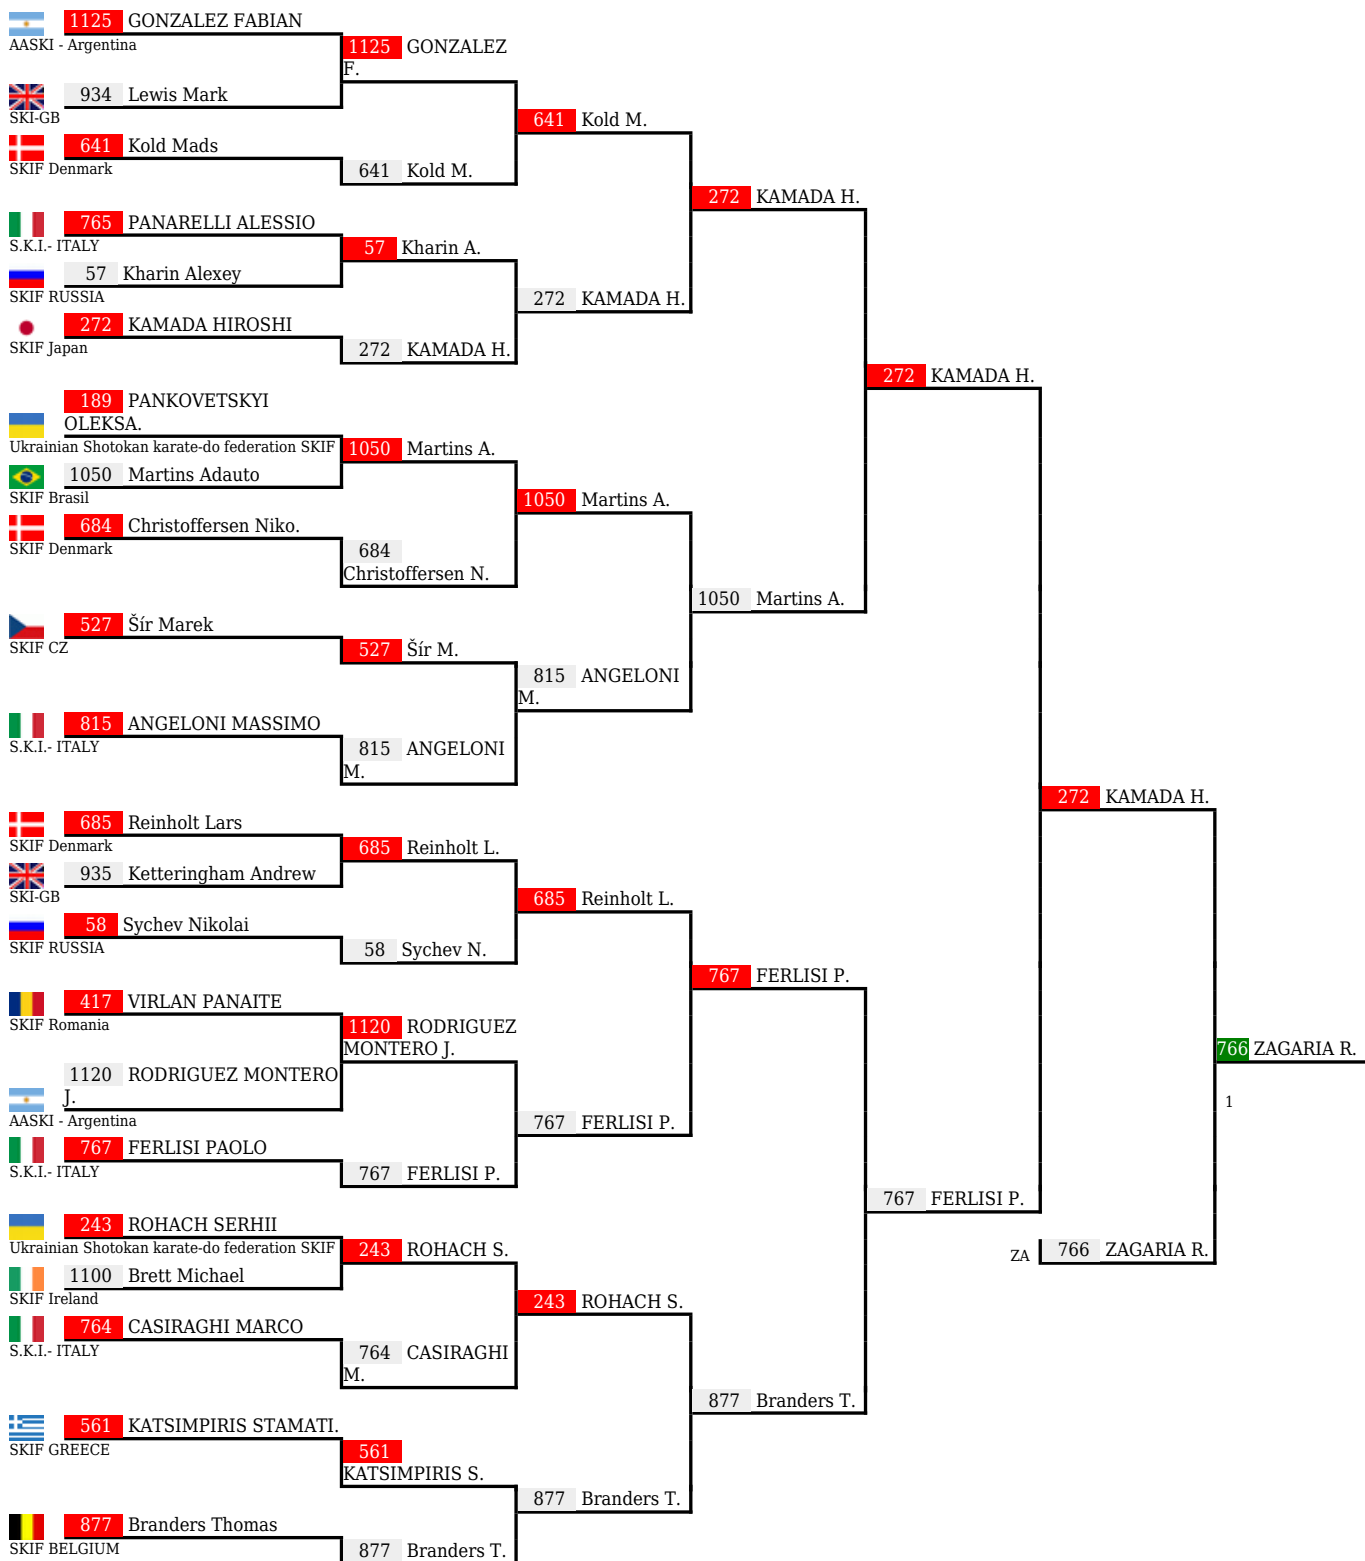 1125 GONZALEZ FABIAN
AASKI - Argentina
934 Lewis Mark
SKI-GB
641 Kold Mads
SKIF Denmark
765 PANARELLI ALESSIO
S.K.I.- ITALY
57 Kharin Alexey
SKIF RUSSIA
272 KAMADA HIROSHI
SKIF Japan
189 PANKOVETSKYI
OLEKSA.
Ukrainian Shotokan karate-do federation SKIF
1050 Martins Adauto
SKIF Brasil
684 Christoffersen Niko.
SKIF Denmark
527 Šír Marek
SKIF CZ
815 ANGELONI MASSIMO
S.K.I.- ITALY
685 Reinholt Lars
SKIF Denmark
935 Ketteringham Andrew
SKI-GB
58 Sychev Nikolai
SKIF RUSSIA
417 VIRLAN PANAITE
SKIF Romania
1120 RODRIGUEZ MONTERO
J.
AASKI - Argentina
767 FERLISI PAOLO
S.K.I.- ITALY
243 ROHACH SERHII
Ukrainian Shotokan karate-do federation SKIF
1100 Brett Michael
SKIF Ireland
764 CASIRAGHI MARCO
S.K.I.- ITALY
561 KATSIMPIRIS STAMATI.
SKIF GREECE
877 Branders Thomas
SKIF BELGIUM
1125 GONZALEZ
F.
641 Kold M.
57 Kharin A.
272 KAMADA H.
1050 Martins A.
684
Christoffersen N.
527 Šír M.
815 ANGELONI
M.
685 Reinholt L.
58 Sychev N.
1120 RODRIGUEZ
MONTERO J.
767 FERLISI P.
243 ROHACH S.
764 CASIRAGHI
M.
561
KATSIMPIRIS S.
877 Branders T.
641 Kold M.
272 KAMADA H.
1050 Martins A.
815 ANGELONI
M.
685 Reinholt L.
767 FERLISI P.
243 ROHACH S.
877 Branders T.
272 KAMADA H.
1050 Martins A.
767 FERLISI P.
877 Branders T.
272 KAMADA H.
767 FERLISI P.
272 KAMADA H.
ZA 766 ZAGARIA R.
766 ZAGARIA R.
1